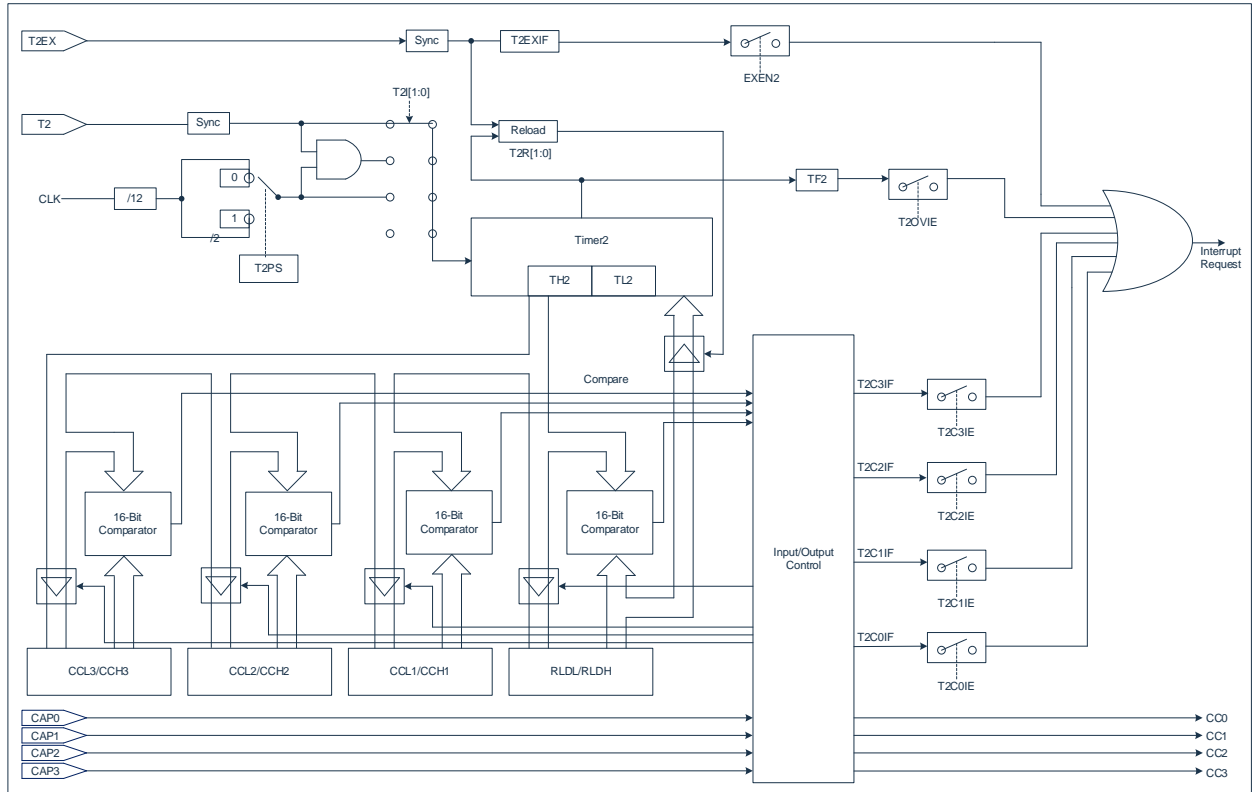 T2EX
Sync
T2EXIF
EXEN2
T2I[1:0]
T2
Sync
Reload
T2R[1:0]
0
CLK
/12
TF2
1
/2
T2OVIE
T2PS
Timer2
TH2
TL2
Interrupt
Request
Compare
T2C3IF
T2C3IE
T2C2IF
T2C2IE
16-Bit
Comparator
16-Bit
Comparator
16-Bit
Comparator
16-Bit
Comparator
Input/Output
Control
T2C1IF
T2C1IE
T2C0IF
T2C0IE
CCL3/CCH3
CCL2/CCH2
CCL1/CCH1
RLDL/RLDH
CAP0
CC0
CAP1
CC1
CAP2
CC2
CAP3
CC3